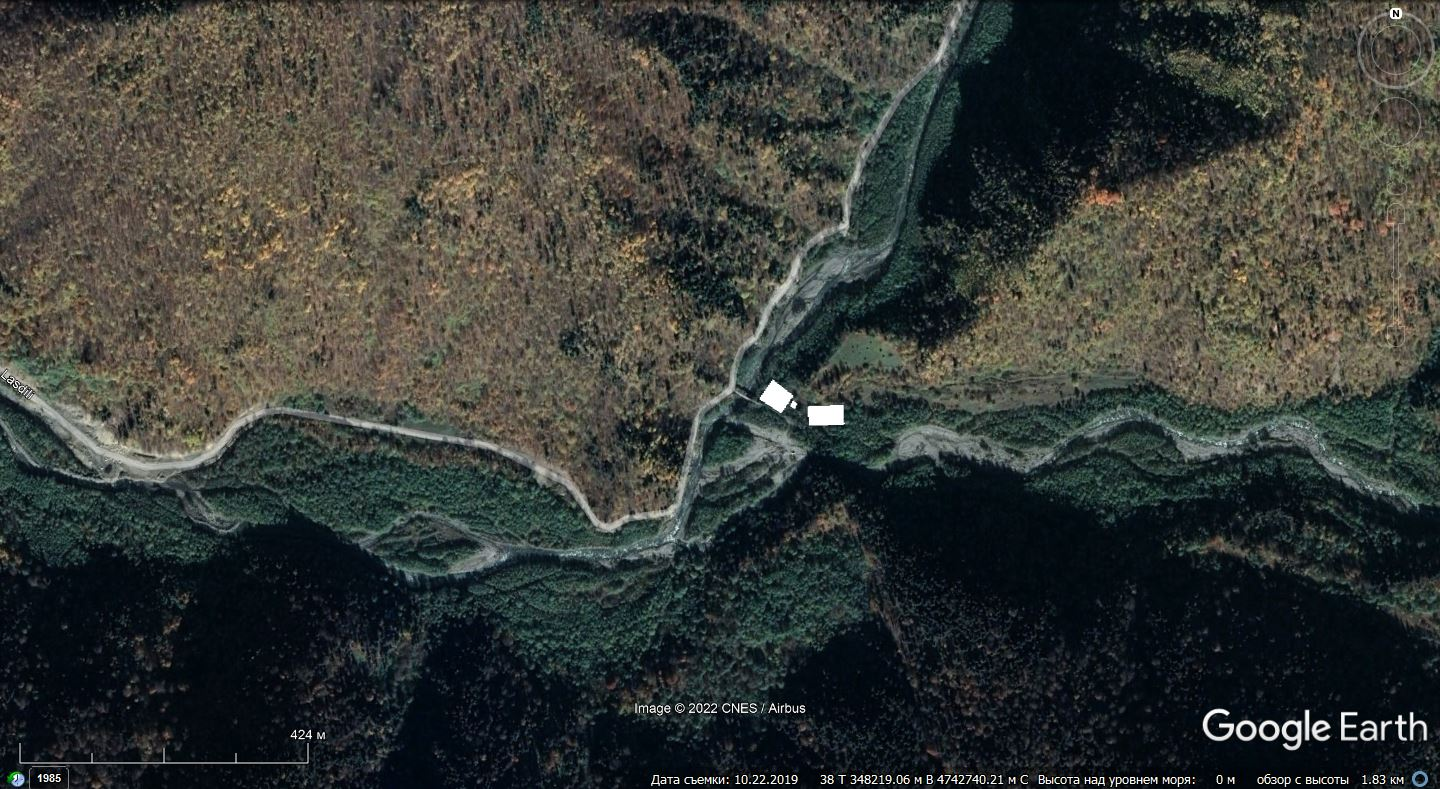 N
Lasdrli
Image © 2022 CNES / Airbus
Google Earth
424 м
1985
Дата съемки: 10.22.2019 38 T 348219.06 м В 4742740.21 м С Высота над уровнем моря: 0 м обзор с высоты 1.83 км